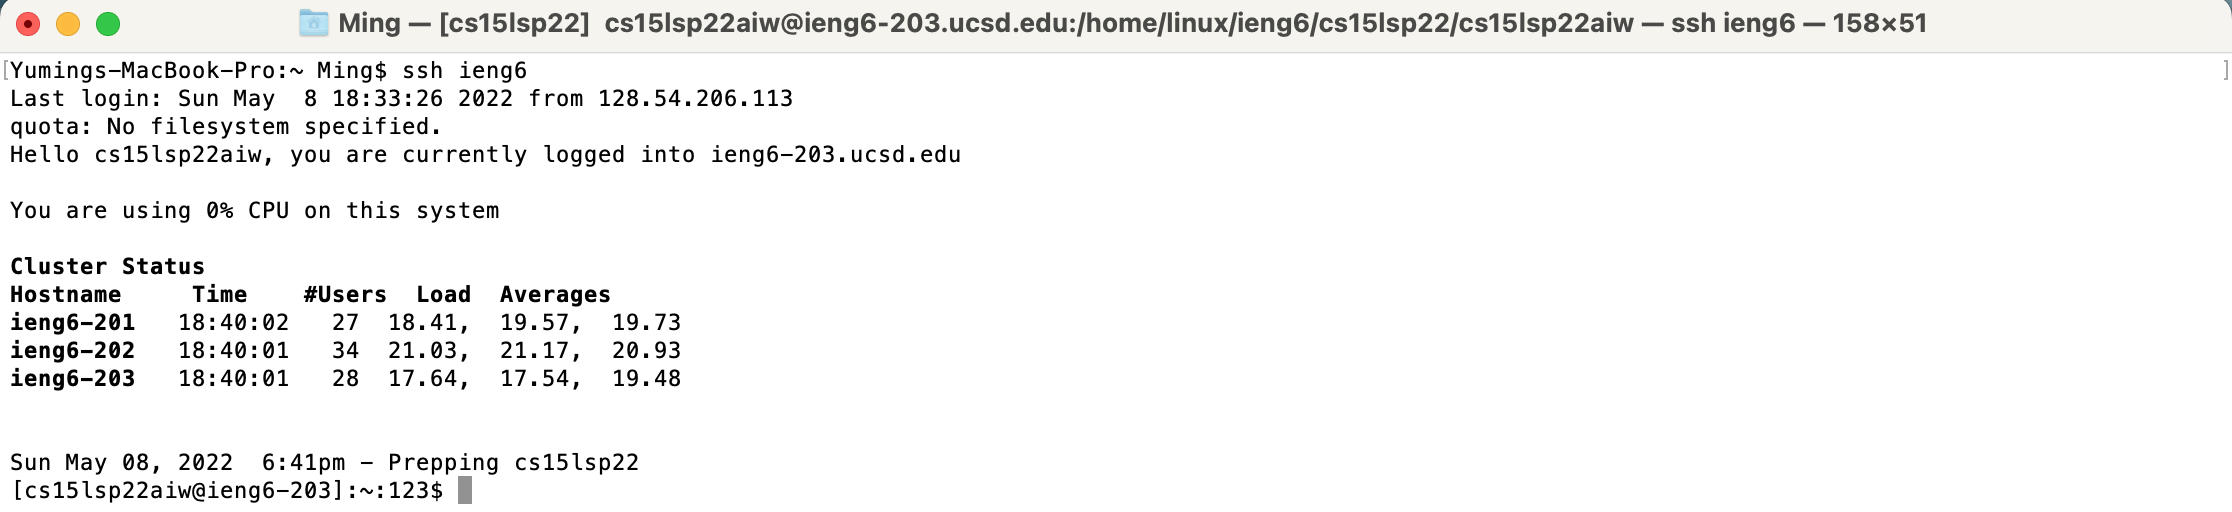 Ming — [cs15lsp22]  cs15lsp22aiw@ieng6-203.ucsd.edu:/home/linux/ieng6/cs15lsp22/cs15lsp22aiw — ssh ieng6 — 158×51
[Yumings-MacBook-Pro:~ Ming$ ssh ieng6 ]
Last login: Sun May  8 18:33:26 2022 from 128.54.206.113
quota: No filesystem specified.
Hello cs15lsp22aiw, you are currently logged into ieng6-203.ucsd.edu
You are using 0% CPU on this system
Cluster Status
Hostname     Time    #Users  Load  Averages
ieng6-201   18:40:02   27  18.41,  19.57,  19.73
ieng6-202   18:40:01   34  21.03,  21.17,  20.93
ieng6-203   18:40:01   28  17.64,  17.54,  19.48
Sun May 08, 2022  6:41pm - Prepping cs15lsp22
[cs15lsp22aiw@ieng6-203]:~:123$